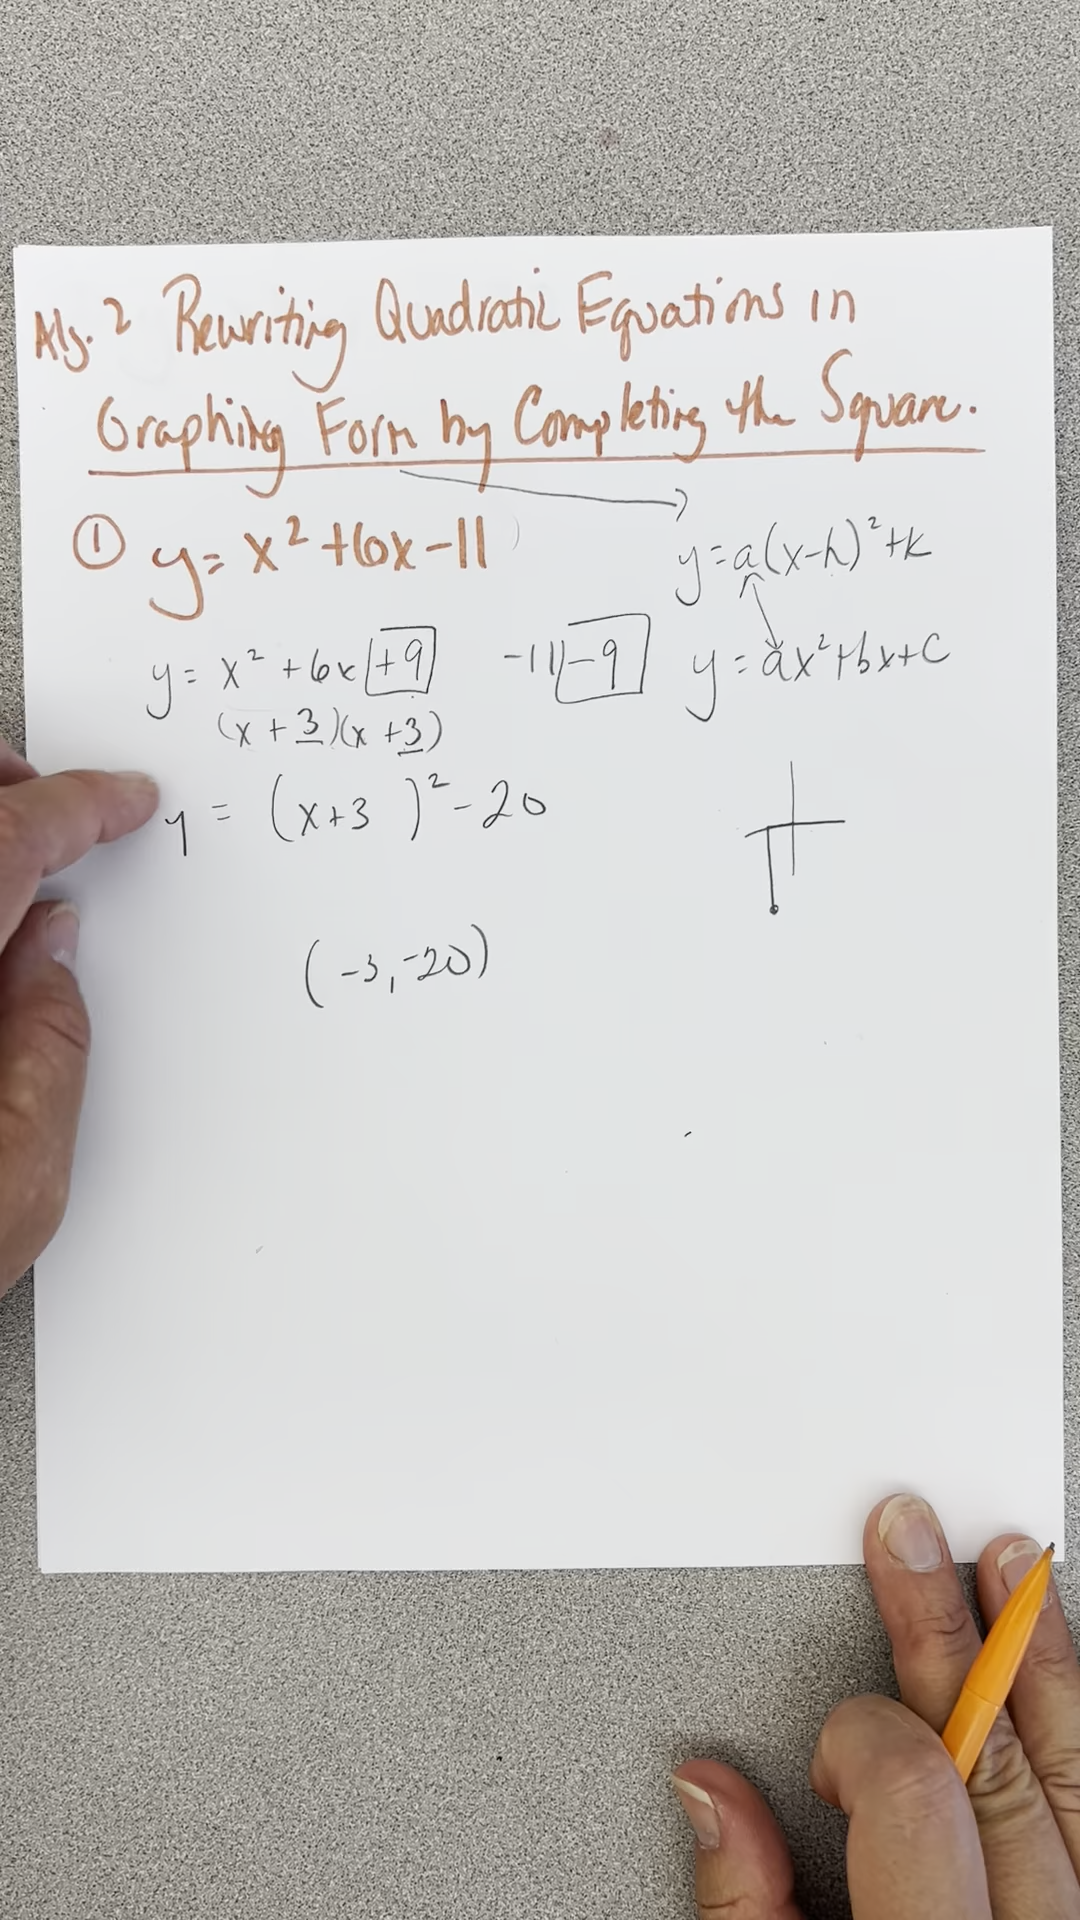 Alg. 2 Rewriting Quadratic Equations in
Graphing Form by Completing the Square.
① y = x² + 6x - 11
y = a(x-h)² + k
y = x² + 6x +9 -11 -9
y = ax² + bx + c
(x + 3)(x + 3)
y = (x+3 )² - 20
(-3, -20)